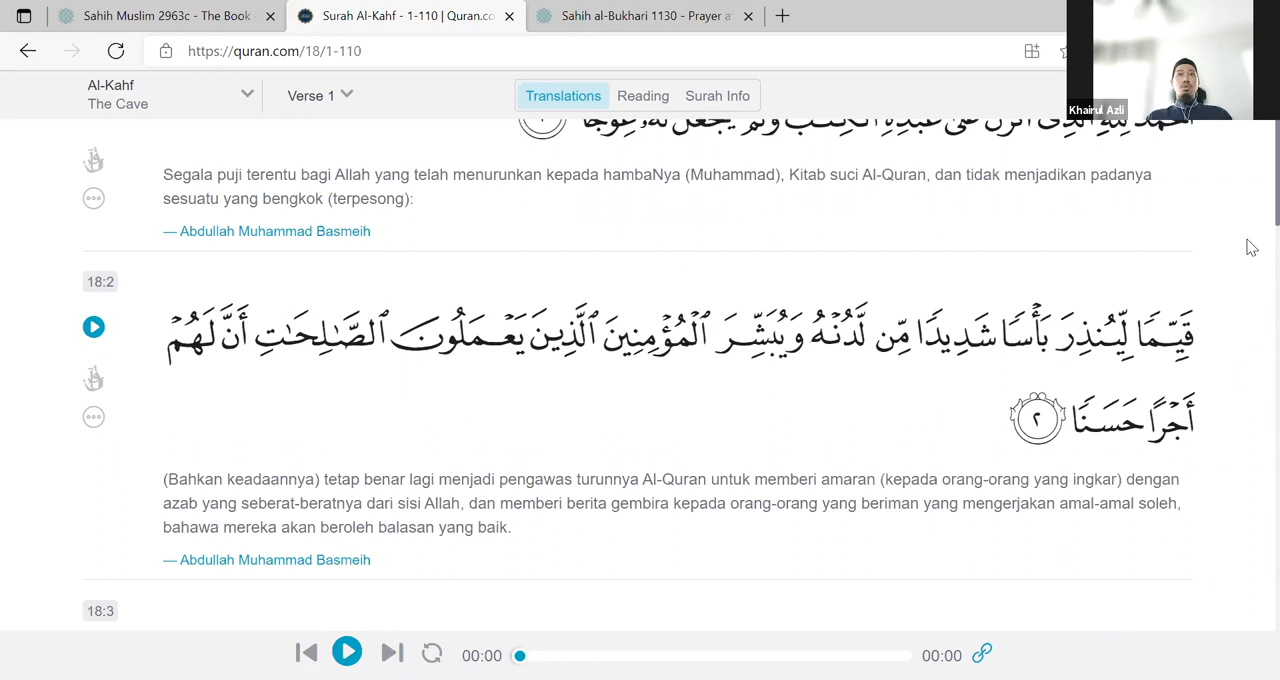 Sahih Muslim 2963c - The Book
Surah Al-Kahf - 1-110 | Quran.co
Sahih al-Bukhari 1130 - Prayer a
https://quran.com/18/1-110
Khairul Azli
Al-Kahf
The Cave
Verse 1
Translations
Reading
Surah Info
Segala puji terentu bagi Allah yang telah menurunkan kepada hambaNya (Muhammad), Kitab suci Al-Quran, dan tidak menjadikan padanya
sesuatu yang bengkok (terpesong):
— Abdullah Muhammad Basmeih
18:2
قَيِّمًا لِّيُنذِرَ بَأْسًا شَدِيدًا مِّن لَّدُنْهُ وَيُبَشِّرَ ٱلْمُؤْمِنِينَ ٱلَّذِينَ يَعْمَلُونَ ٱلصَّـٰلِحَـٰتِ أَنَّ لَهُمْ
أَجْرًا حَسَنًا ٢
(Bahkan keadaannya) tetap benar lagi menjadi pengawas turunnya Al-Quran untuk memberi amaran (kepada orang-orang yang ingkar) dengan
azab yang seberat-beratnya dari sisi Allah, dan memberi berita gembira kepada orang-orang yang beriman yang mengerjakan amal-amal soleh,
bahawa mereka akan beroleh balasan yang baik.
— Abdullah Muhammad Basmeih
18:3
00:00
00:00